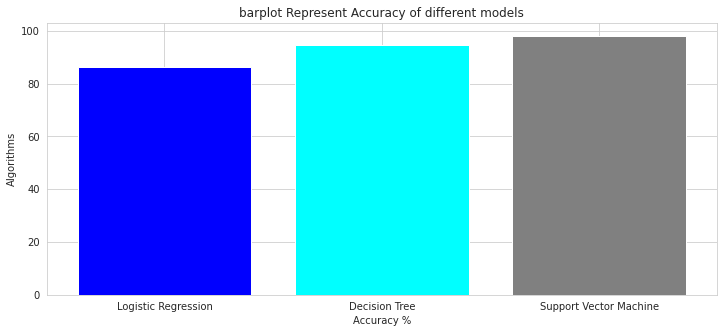 barplot Represent Accuracy of different models
100
80
60
40
20
0
Algorithms
Logistic Regression
Decision Tree
Support Vector Machine
Accuracy %